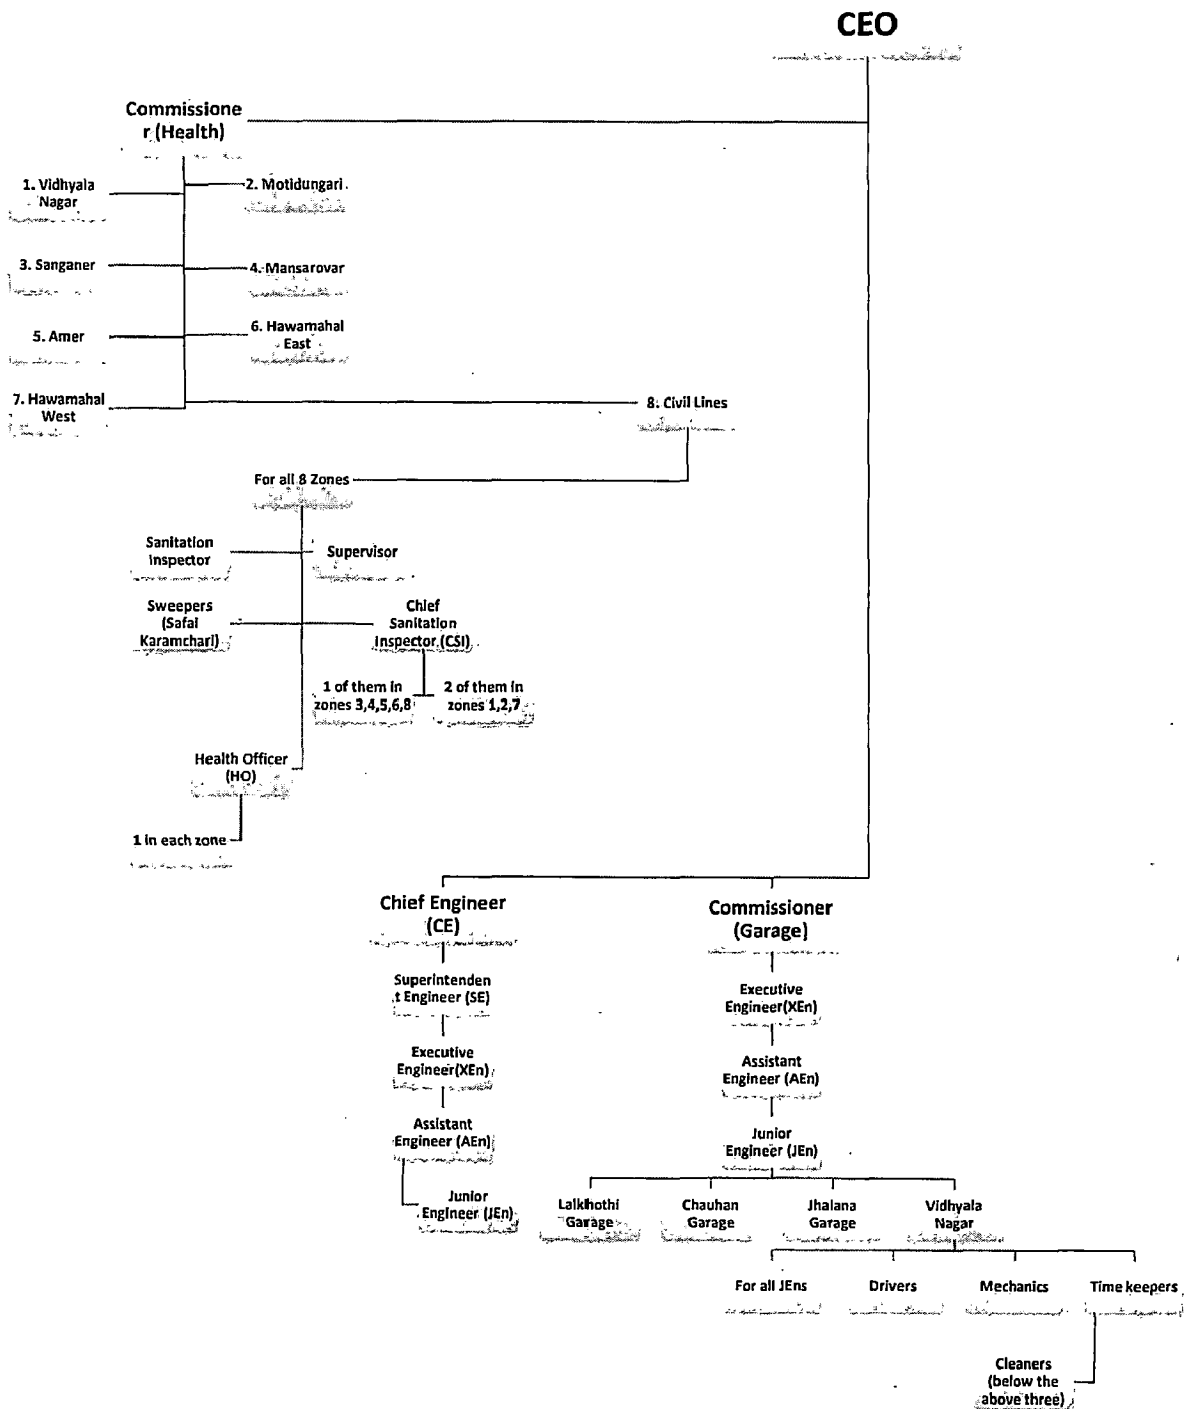 CEO
Commissione
r (Health)
1. Vidhyala
Nagar
2. Motidungari
3. Sanganer
4. Mansarovar
5. Amer
6. Hawamahal
East
7. Hawamahal
West
8. Civil Lines
For all 8 Zones
Sanitation
Inspector
Supervisor
Sweepers
(Safai
Karamchari)
Chief
Sanitation
Inspector (CSI)
1 of them in
zones 3,4,5,6,8
2 of them in
zones 1,2,7
Health Officer
(HO)
1 in each zone
Chief Engineer
(CE)
Superintenden
t Engineer (SE)
Executive
Engineer(XEn)
Assistant
Engineer (AEn)
Junior
Engineer (JEn)
Commissioner
(Garage)
Executive
Engineer(XEn)
Assistant
Engineer (AEn)
Junior
Engineer (JEn)
Lalkhothi
Garage
Chauhan
Garage
Jhalana
Garage
Vidhyala
Nagar
For all JEns
Drivers
Mechanics
Time keepers
Cleaners
(below the
above three)